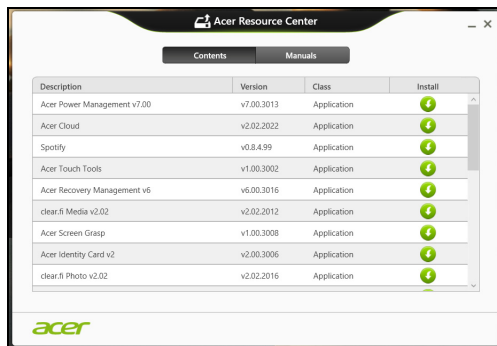 Acer Resource Center
Contents Manuals
Description Version Class Install
Acer Power Management v7.00 v7.00.3013 Application
Acer Cloud v2.02.2022 Application
Spotify v0.8.4.99 Application
Acer Touch Tools v1.00.3002 Application
Acer Recovery Management v6 v6.00.3016 Application
clear.fi Media v2.02 v2.02.2012 Application
Acer Screen Grasp v1.00.3008 Application
Acer Identity Card v2 v2.00.3006 Application
clear.fi Photo v2.02 v2.02.2016 Application
acer